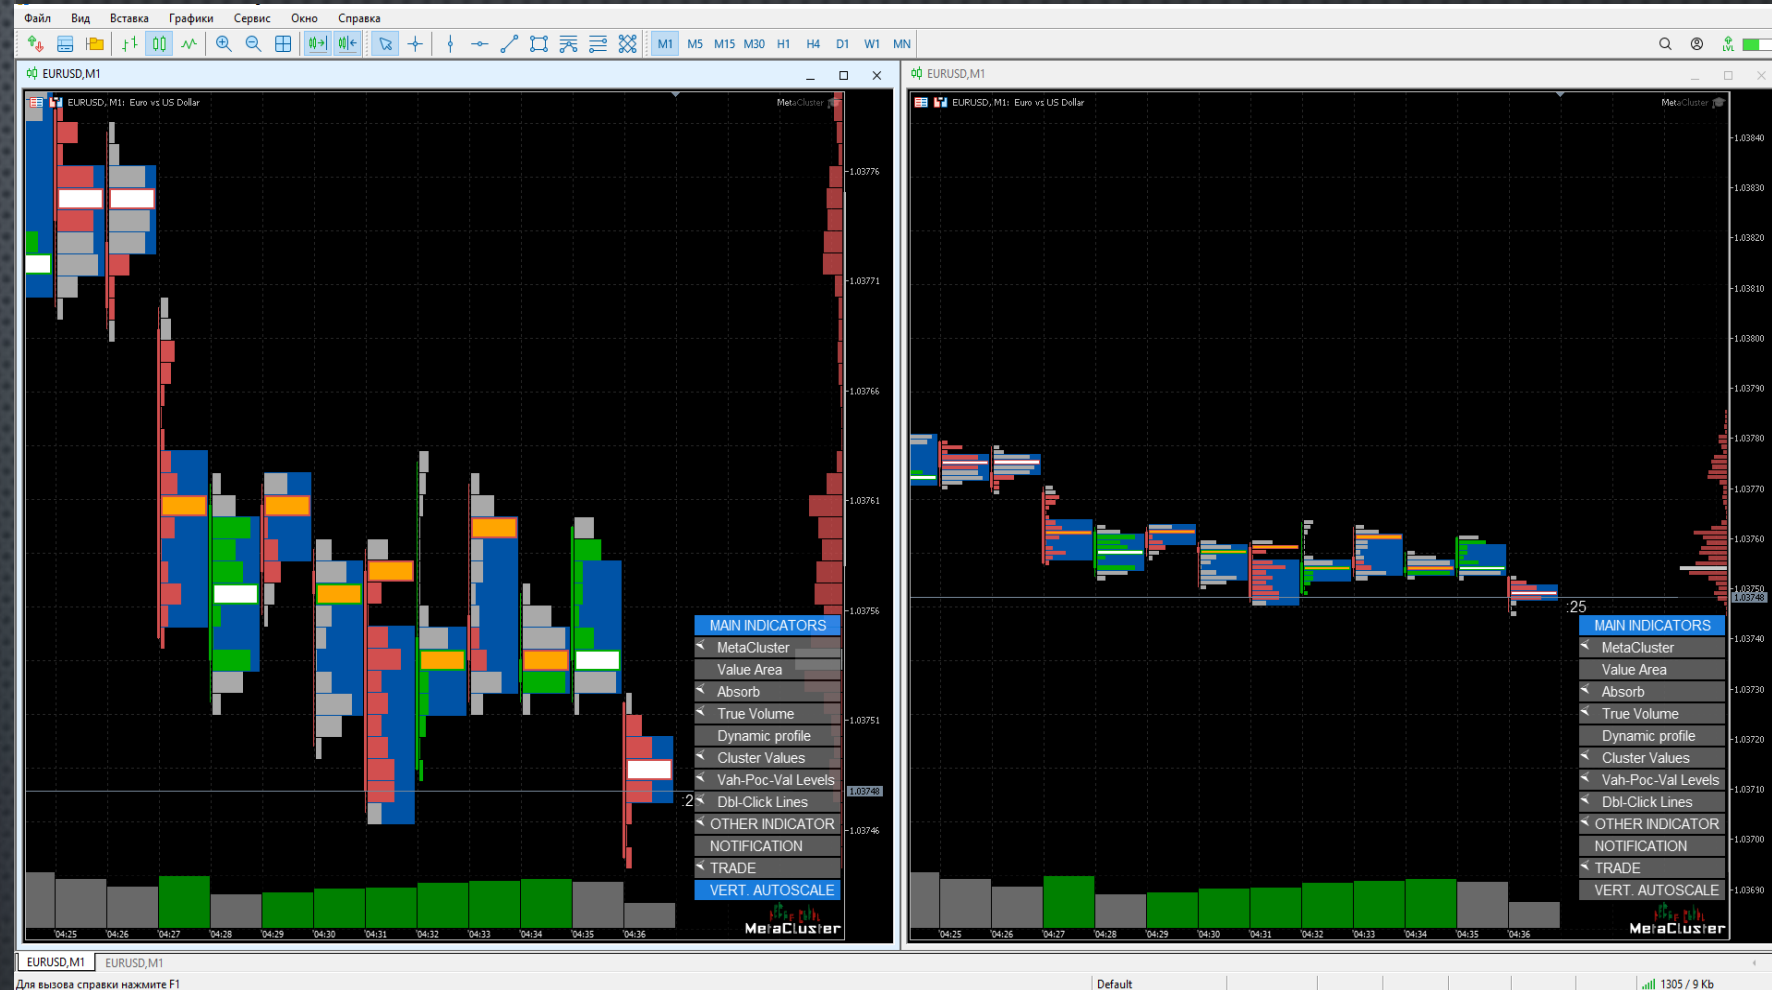 Файл Вид Вставка Графики Сервис Окно Справка
M1 M5 M15 M30 H1 H4 D1 W1 MN
LVL
EURUSD,M1
EURUSD, M1: Euro vs US Dollar
MetaCluster
1.03776
1.03771
1.03766
1.03761
1.03756
1.03751
1.03748
1.03746
:2
MAIN INDICATORS
MetaCluster
Value Area
Absorb
True Volume
Dynamic profile
Cluster Values
Vah-Poc-Val Levels
Dbl-Click Lines
OTHER INDICATOR
NOTIFICATION
TRADE
VERT. AUTOSCALE
MetaCluster
'04:25 '04:26 '04:27 '04:28 '04:29 '04:30 '04:31 '04:32 '04:33 '04:34 '04:35 '04:36
EURUSD,M1
EURUSD, M1: Euro vs US Dollar
MetaCluster
1.03840
1.03830
1.03820
1.03810
1.03800
1.03790
1.03780
1.03770
1.03760
1.03750
1.03748
1.03740
1.03730
1.03720
1.03710
1.03700
1.03690
:25
MAIN INDICATORS
MetaCluster
Value Area
Absorb
True Volume
Dynamic profile
Cluster Values
Vah-Poc-Val Levels
Dbl-Click Lines
OTHER INDICATOR
NOTIFICATION
TRADE
VERT. AUTOSCALE
MetaCluster
'04:25 '04:26 '04:27 '04:28 '04:29 '04:30 '04:31 '04:32 '04:33 '04:34 '04:35 '04:36
EURUSD,M1 EURUSD,M1
Для вызова справки нажмите F1 Default 1305 / 9 Kb